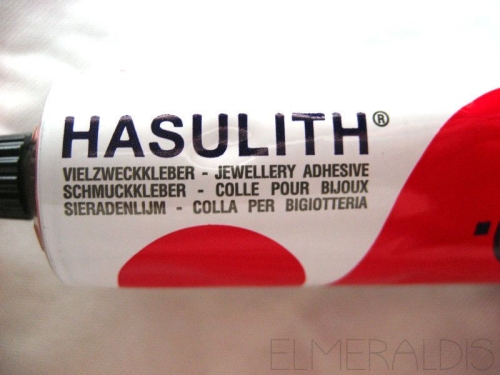 HASULITH®
VIELZWECKKLEBER - JEWELLERY ADHESIVE
SCHMUCKKLEBER - COLLE POUR BIJOUX
SIERADENLIJM - COLLA PER BIGIOTTERIA
ELMERALDIS